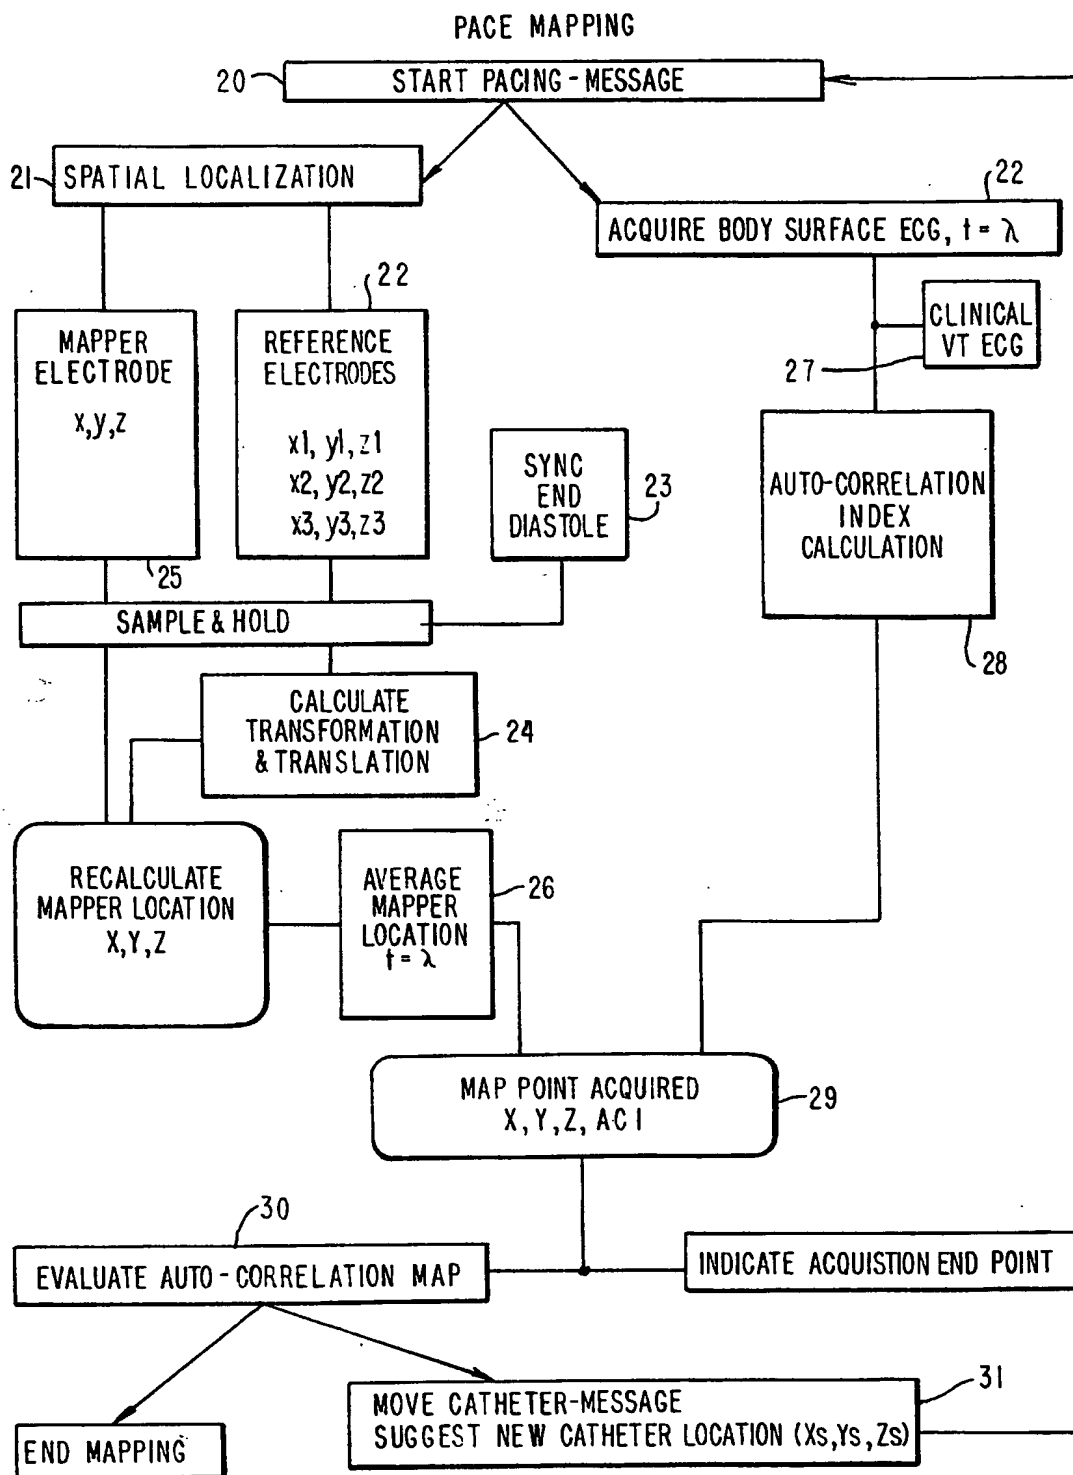 PACE MAPPING
20
START PACING-MESSAGE
21
SPATIAL LOCALIZATION
22
ACQUIRE BODY SURFACE ECG, t = λ
22
MAPPER
ELECTRODE
x,y,z
25
REFERENCE
ELECTRODES
x1, y1, z1
x2, y2, z2
x3, y3, z3
CLINICAL
VT ECG
27
SYNC
END
DIASTOLE
23
AUTO-CORRELATION
INDEX
CALCULATION
28
SAMPLE & HOLD
CALCULATE
TRANSFORMATION
& TRANSLATION
24
RECALCULATE
MAPPER LOCATION
X,Y,Z
AVERAGE
MAPPER
LOCATION
t = λ
26
MAP POINT ACQUIRED
X, Y, Z, ACI
29
30
EVALUATE AUTO-CORRELATION MAP
INDICATE ACQUISTION END POINT
MOVE CATHETER-MESSAGE
SUGGEST NEW CATHETER LOCATION (Xs,Ys,Zs)
31
END MAPPING